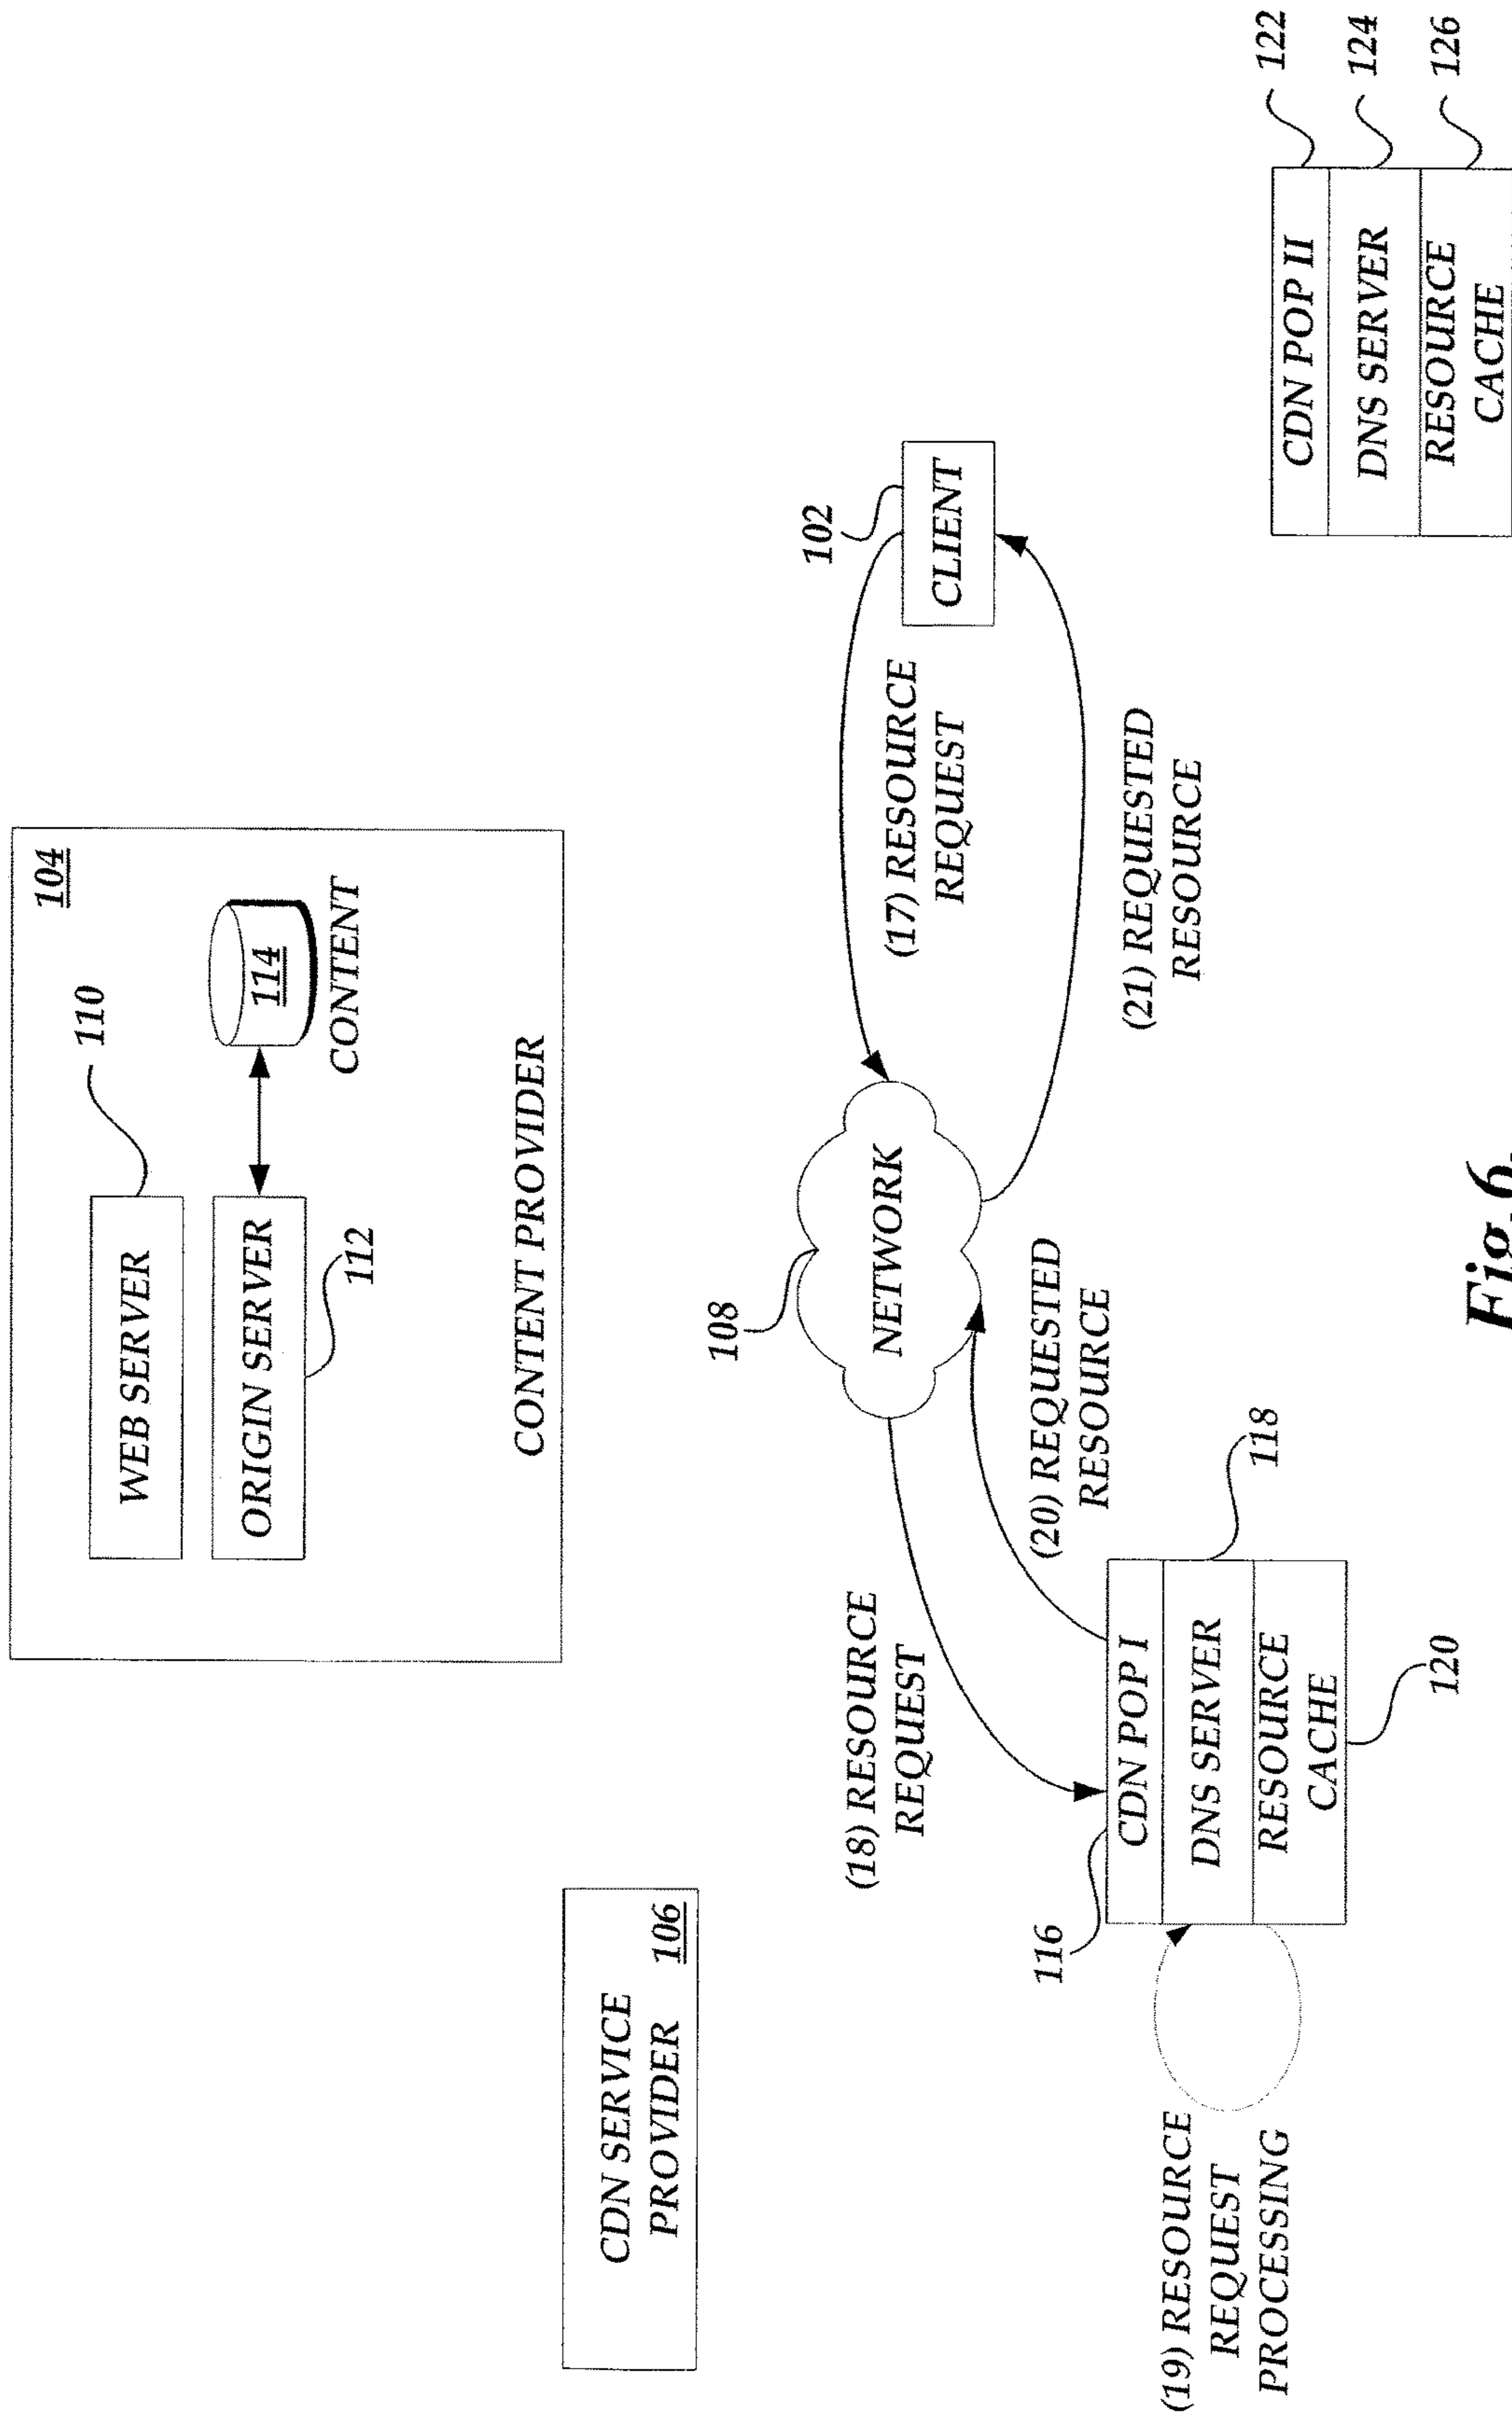 104
110
WEB SERVER
ORIGIN SERVER
112
114
CONTENT
CONTENT PROVIDER
CDN SERVICE
PROVIDER
106
108
NETWORK
102
CLIENT
(17) RESOURCE
REQUEST
(18) RESOURCE
REQUEST
(19) RESOURCE
REQUEST
PROCESSING
(20) REQUESTED
RESOURCE
(21) REQUESTED
RESOURCE
116
CDN POP I
DNS SERVER
118
RESOURCE
CACHE
120
CDN POP II
122
DNS SERVER
124
RESOURCE
CACHE
126
Fig.6.